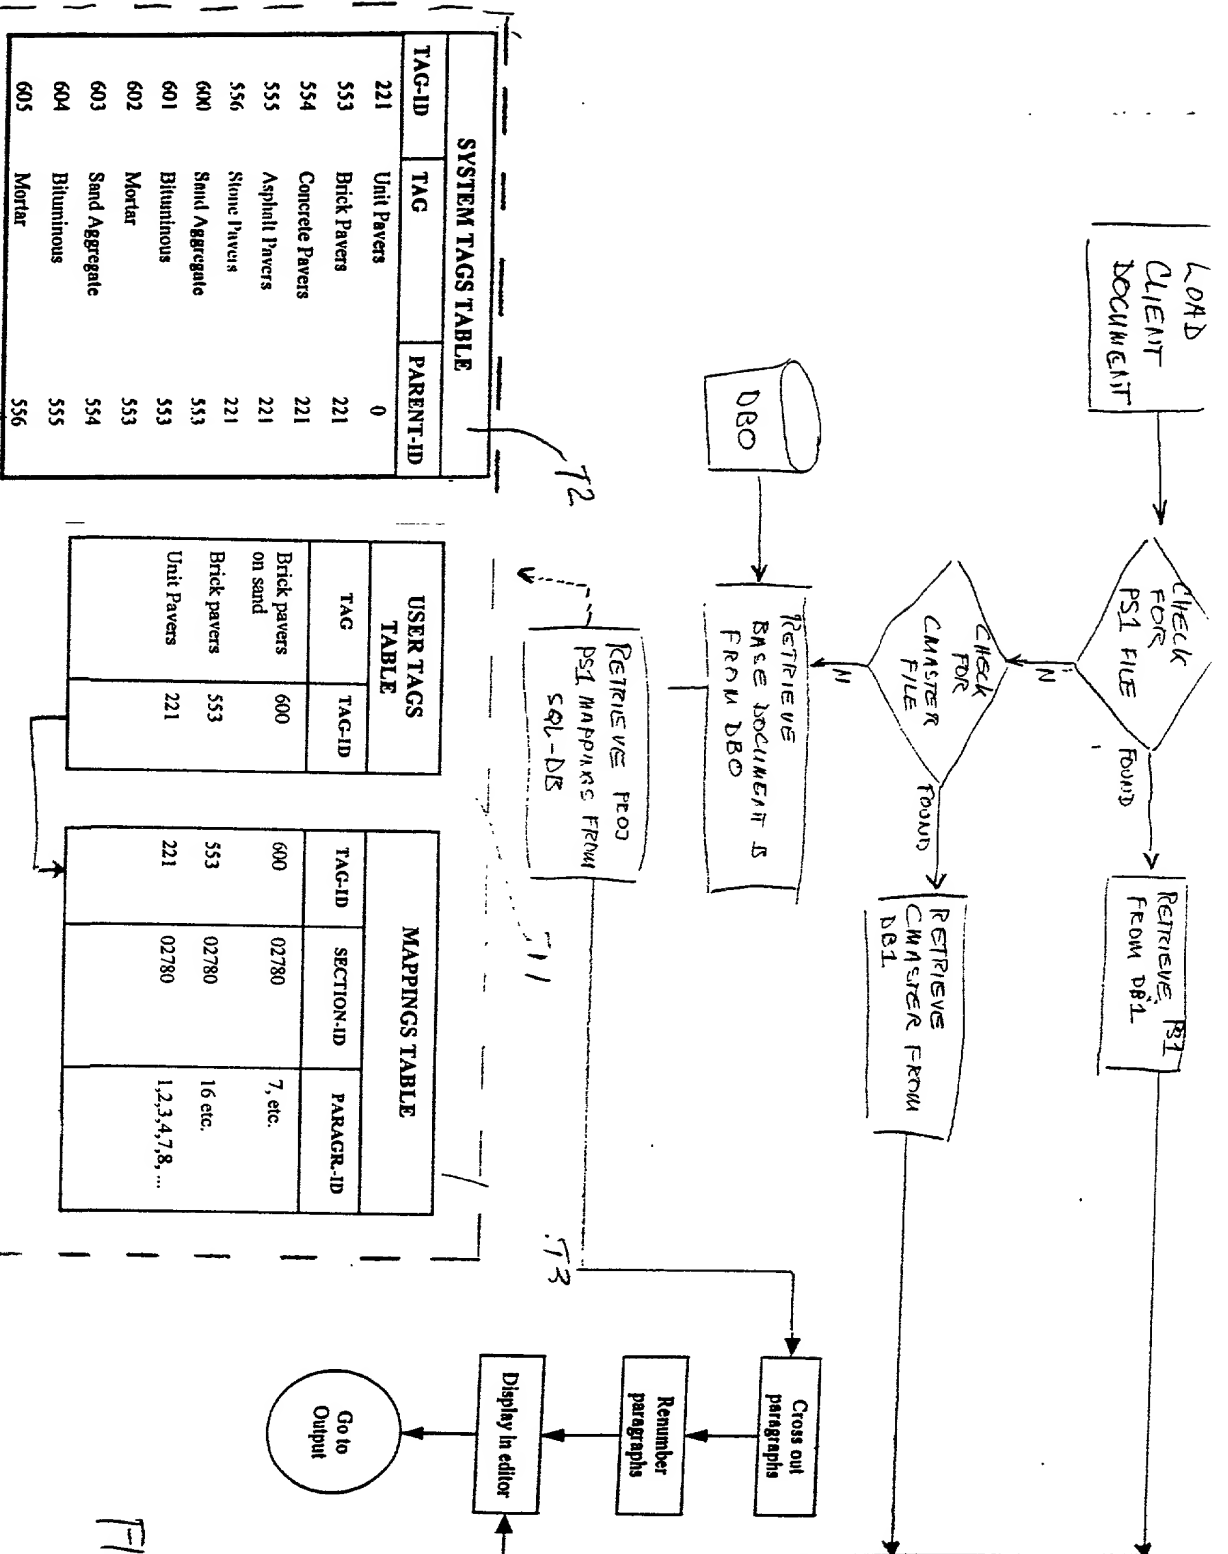 LOAD
CLIENT
DOCUMENT
CHECK
FOR
PS1 FILE
FOUND
RETRIEVE PS1
FROM DB1
N
CHECK
FOR
CMASTER
FILE
FOUND
RETRIEVE
CMASTER FROM
DB1
N
DBO
RETRIEVE
BASE DOCUMENT B
FROM DBO
RETRIEVE PROJ
PS1 MAPPINGS FROM
SQL-DB
Cross out
paragraphs
Renumber
paragraphs
Display in editor
Go to
Output
T2
T1
T3
SYSTEM TAGS TABLE
TAG-ID TAG PARENT-ID
221 Unit Pavers 0
553 Brick Pavers 221
554 Concrete Pavers 221
555 Asphalt Pavers 221
556 Stone Pavers 221
600 Sand Aggregate 553
601 Bituminous 553
602 Mortar 553
603 Sand Aggregate 554
604 Bituminous 555
605 Mortar 556
USER TAGS
TABLE
TAG TAG-ID
Brick pavers
on sand 600
Brick pavers 553
Unit Pavers 221
MAPPINGS TABLE
TAG-ID SECTION-ID PARAGR.-ID
600 02780 7, etc.
553 02780 16 etc.
221 02780 1,2,3,4,7,8, ...